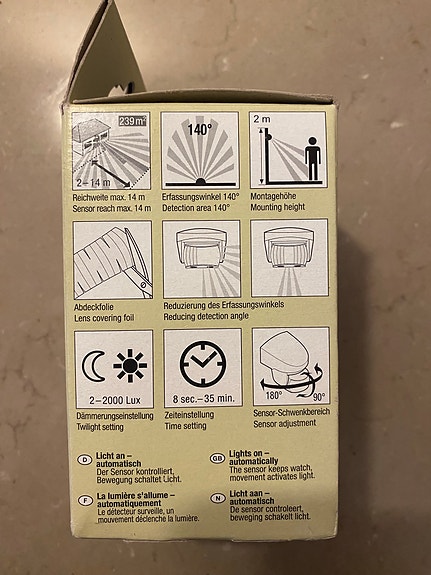 239 m²
2–14 m
Reichweite max. 14 m
Sensor reach max. 14 m
140°
Erfassungswinkel 140°
Detection area 140°
2 m
Montagehöhe
Mounting height
Abdeckfolie
Lens covering foil
Reduzierung des Erfassungswinkels
Reducing detection angle
2–2000 Lux
Dämmerungseinstellung
Twilight setting
8 sec.–35 min.
Zeiteinstellung
Time setting
180°
90°
Sensor-Schwenkbereich
Sensor adjustment
D Licht an –
automatisch
Der Sensor kontrolliert,
Bewegung schaltet Licht.
GB Lights on –
automatically
The sensor keeps watch,
movement activates light.
F La lumière s'allume –
automatiquement
Le détecteur surveille, un
mouvement déclenche la lumière.
N Licht aan –
automatisch
De sensor controleert,
beweging schakelt licht.